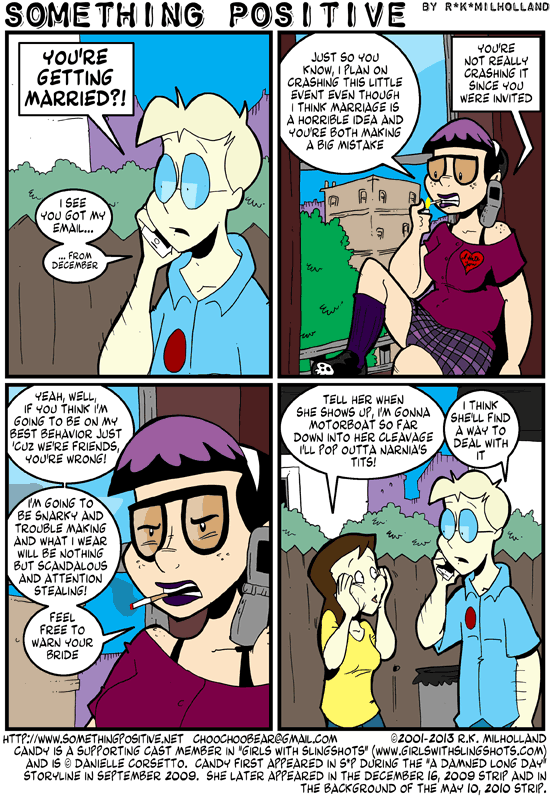 SOMETHING POSITIVE
BY R*K*MILHOLLAND
YOU'RE
GETTING
MARRIED?!
I SEE
YOU GOT MY
EMAIL...
... FROM
DECEMBER
JUST SO YOU
KNOW, I PLAN ON
CRASHING THIS LITTLE
EVENT EVEN THOUGH
I THINK MARRIAGE IS
A HORRIBLE IDEA AND
YOU'RE BOTH MAKING
A BIG MISTAKE
YOU'RE
NOT REALLY
CRASHING IT
SINCE YOU
WERE INVITED
YEAH, WELL,
IF YOU THINK I'M
GOING TO BE ON MY
BEST BEHAVIOR JUST
'CUZ WE'RE FRIENDS,
YOU'RE WRONG!
I'M GOING TO
BE SNARKY AND
TROUBLE MAKING
AND WHAT I WEAR
WILL BE NOTHING
BUT SCANDALOUS
AND ATTENTION
STEALING!
FEEL
FREE TO
WARN YOUR
BRIDE
TELL HER WHEN
SHE SHOWS UP, I'M GONNA
MOTORBOAT SO FAR
DOWN INTO HER CLEAVAGE
I'LL POP OUTTA NARNIA'S
TITS!
I THINK
SHE'LL FIND
A WAY TO
DEAL WITH
IT
HTTP://WWW.SOMETHINGPOSITIVE.NET CHOOCHOOBEAR@GMAIL.COM ©2001-2013 R.K. MILHOLLAND
CANDY IS A SUPPORTING CAST MEMBER IN "GIRLS WITH SLINGSHOTS" (WWW.GIRLSWITHSLINGSHOTS.COM)
AND IS © DANIELLE CORSETTO. CANDY FIRST APPEARED IN S*P DURING THE "A DAMNED LONG DAY"
STORYLINE IN SEPTEMBER 2009. SHE LATER APPEARED IN THE DECEMBER 16, 2009 STRIP AND IN
THE BACKGROUND OF THE MAY 10, 2010 STRIP.